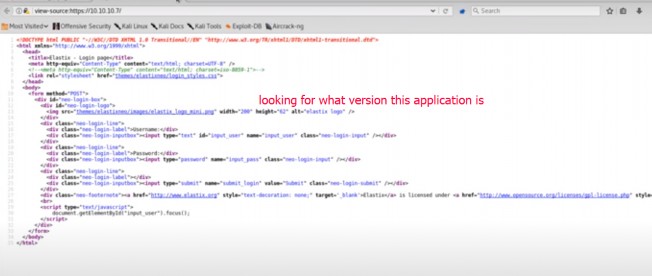 view-source:https://10.10.10.7/
Search
Most Visited Offensive Security Kali Linux Kali Docs Kali Tools Exploit-DB Aircrack-ng
<!DOCTYPE html PUBLIC "-//W3C//DTD XHTML 1.0 Transitional//EN" "http://www.w3.org/TR/xhtml1/DTD/xhtml1-transitional.dtd">
<html xmlns="http://www.w3.org/1999/xhtml">
<head>
<title>Elastix - Login page</title>
<meta http-equiv="Content-Type" content="text/html; charset=UTF-8" />
<!--<meta http-equiv="Content-Type" content="text/html; charset=iso-8859-1">-->
<link rel="stylesheet" href="themes/elastixneo/login_styles.css">
</head>
<body>
<form method="POST">
<div id="neo-login-box">
looking for what version this application is
<div id="neo-login-logo">
<img src="themes/elastixneo/images/elastix_logo_mini.png" width="200" height="62" alt="elastix logo" />
</div>
<div class="neo-login-line">
<div class="neo-login-label">Username:</div>
<div class="neo-login-inputbox"><input type="text" id="input_user" name="input_user" class="neo-login-input" /></div>
</div>
<div class="neo-login-line">
<div class="neo-login-label">Password:</div>
<div class="neo-login-inputbox"><input type="password" name="input_pass" class="neo-login-input" /></div>
</div>
<div class="neo-login-line">
<div class="neo-login-label"></div>
<div class="neo-login-inputbox"><input type="submit" name="submit_login" value="Submit" class="neo-login-submit" /></div>
</div>
<div class="neo-footernote"><a href="http://www.elastix.org" style="text-decoration: none;" target='_blank'>Elastix</a> is licensed under <a href="http://www.opensource.org/licenses/gpl-license.php" style=
<br>
<script type="text/javascript">
document.getElementById("input_user").focus();
</script>
</div>
</form>
</body>
</html>